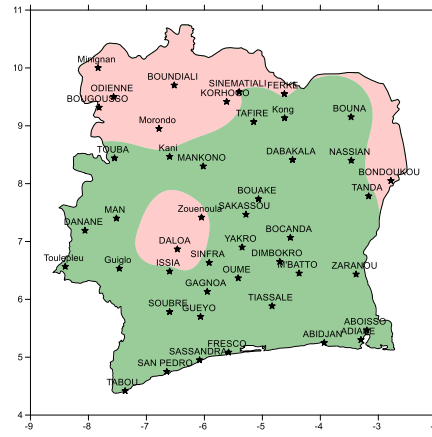 11
10
9
8
7
6
5
4
Minignan
ODIENNE
BOUGOUSSO
BOUNDIALI
SINEMATIALI
FERKE
KORHOGO
TAFIRE
Kong
BOUNA
Morondo
TOUBA
Kani
MANKONO
DABAKALA
NASSIAN
BONDOUKOU
TANDA
BOUAKE
SAKASSOU
Zouenoula
MAN
DANANE
BOCANDA
DALOA
YAKRO
Toulepleu
Guiglo
ISSIA
SINFRA
DIMBOKRO
M'BATTO
ZARANOU
OUME
GAGNOA
SOUBRE
GUEYO
TIASSALE
ABOISSO
ADIAKE
ABIDJAN
FRESCO
SASSANDRA
SAN PEDRO
TABOU
-9 -8 -7 -6 -5 -4 -3